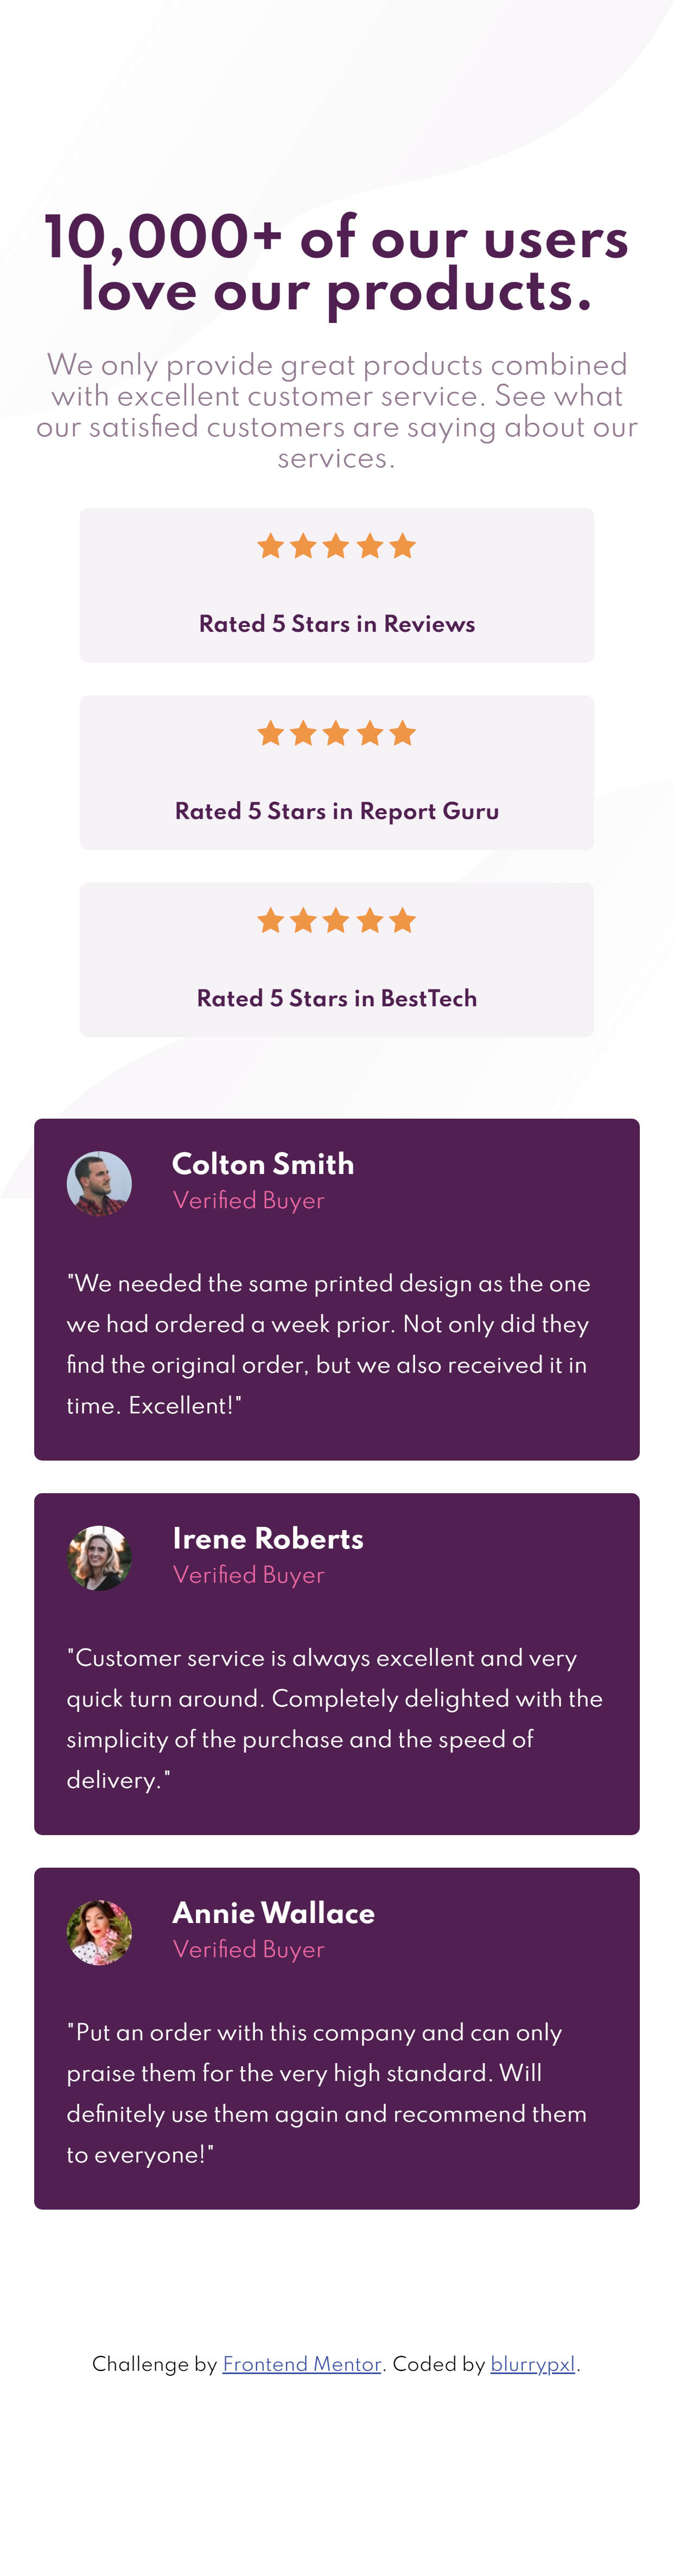 10,000+ of our users
love our products.
We only provide great products combined
with excellent customer service. See what
our satisfied customers are saying about our
services.
Rated 5 Stars in Reviews
Rated 5 Stars in Report Guru
Rated 5 Stars in BestTech
Colton Smith
Verified Buyer
"We needed the same printed design as the one
we had ordered a week prior. Not only did they
find the original order, but we also received it in
time. Excellent!"
Irene Roberts
Verified Buyer
"Customer service is always excellent and very
quick turn around. Completely delighted with the
simplicity of the purchase and the speed of
delivery."
Annie Wallace
Verified Buyer
"Put an order with this company and can only
praise them for the very high standard. Will
definitely use them again and recommend them
to everyone!"
Challenge by Frontend Mentor. Coded by blurrypxl.